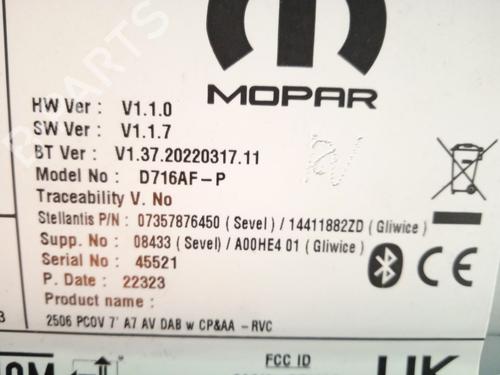 MOPAR
HW Ver : V1.1.0
SW Ver : V1.1.7
BT Ver : V1.37.20220317.11
Model No : D716AF-P
Traceability V. No
Stellantis P/N : 07357876450 ( Sevel ) / 14411882ZD ( Gliwice )
Supp. No : 08433 ( Sevel) / A00HE4 01 ( Gliwice )
Serial No : 45521
P. Date : 22323
Product name :
2506 PCOV 7' A7 AV DAB w CP&AA -RVC
CE
FCC ID